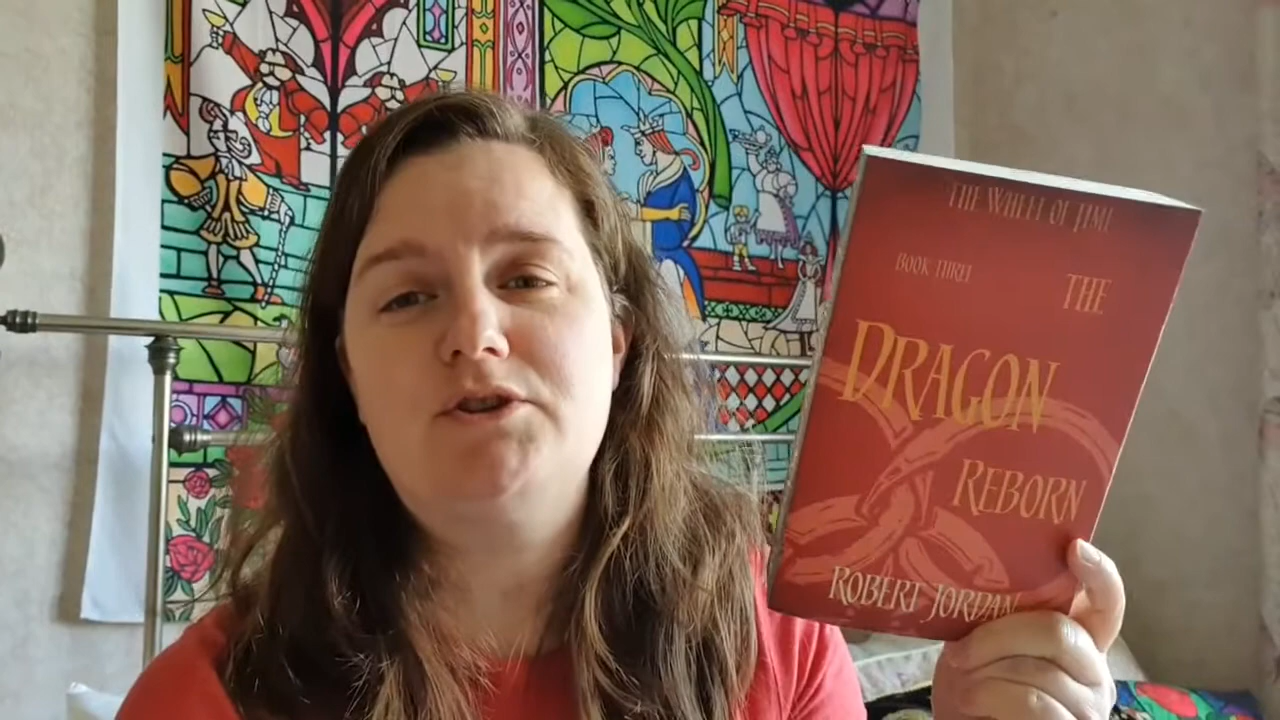 THE WHEEL OF TIME
BOOK THREE
THE
DRAGON
REBORN
ROBERT JORDAN